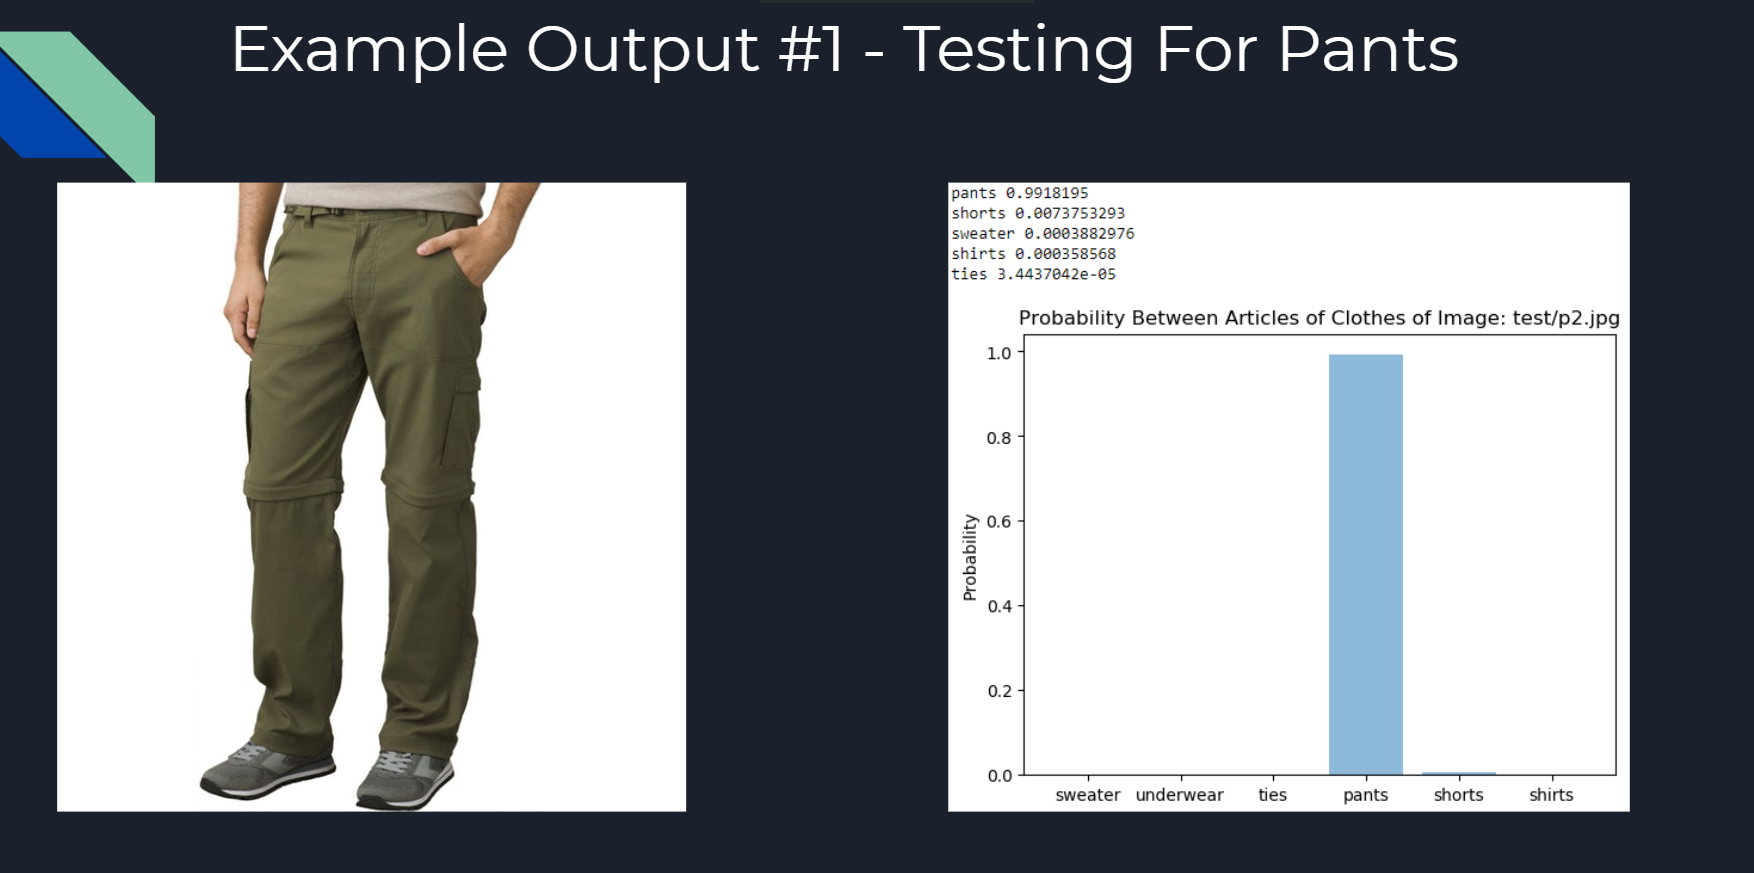 Example Output #1 - Testing For Pants
pants 0.9918195
shorts 0.0073753293
sweater 0.0003882976
shirts 0.000358568
ties 3.4437042e-05
Probability Between Articles of Clothes of Image: test/p2.jpg
Probability
1.0
0.8
0.6
0.4
0.2
0.0
sweater underwear ties pants shorts shirts